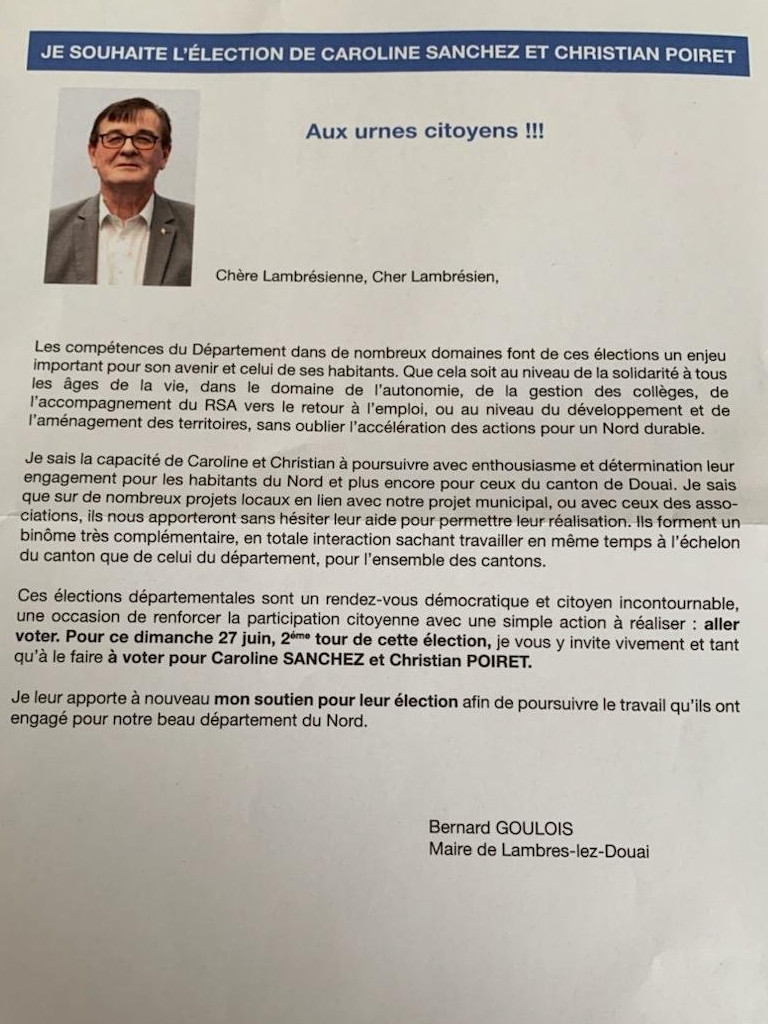 JE SOUHAITE L'ÉLECTION DE CAROLINE SANCHEZ ET CHRISTIAN POIRET
Aux urnes citoyens !!!
Chère Lambrésienne, Cher Lambrésien,
Les compétences du Département dans de nombreux domaines font de ces élections un enjeu
important pour son avenir et celui de ses habitants. Que cela soit au niveau de la solidarité à tous
les âges de la vie, dans le domaine de l'autonomie, de la gestion des collèges, de
l'accompagnement du RSA vers le retour à l'emploi, ou au niveau du développement et de
l'aménagement des territoires, sans oublier l'accélération des actions pour un Nord durable.
Je sais la capacité de Caroline et Christian à poursuivre avec enthousiasme et détermination leur
engagement pour les habitants du Nord et plus encore pour ceux du canton de Douai. Je sais
que sur de nombreux projets locaux en lien avec notre projet municipal, ou avec ceux des asso-
ciations, ils nous apporteront sans hésiter leur aide pour permettre leur réalisation. Ils forment un
binôme très complémentaire, en totale interaction sachant travailler en même temps à l'échelon
du canton que de celui du département, pour l'ensemble des cantons.
Ces élections départementales sont un rendez-vous démocratique et citoyen incontournable,
une occasion de renforcer la participation citoyenne avec une simple action à réaliser : aller
voter. Pour ce dimanche 27 juin, 2ème tour de cette élection, je vous y invite vivement et tant
qu'à le faire à voter pour Caroline SANCHEZ et Christian POIRET.
Je leur apporte à nouveau mon soutien pour leur élection afin de poursuivre le travail qu'ils ont
engagé pour notre beau département du Nord.
Bernard GOULOIS
Maire de Lambres-lez-Douai